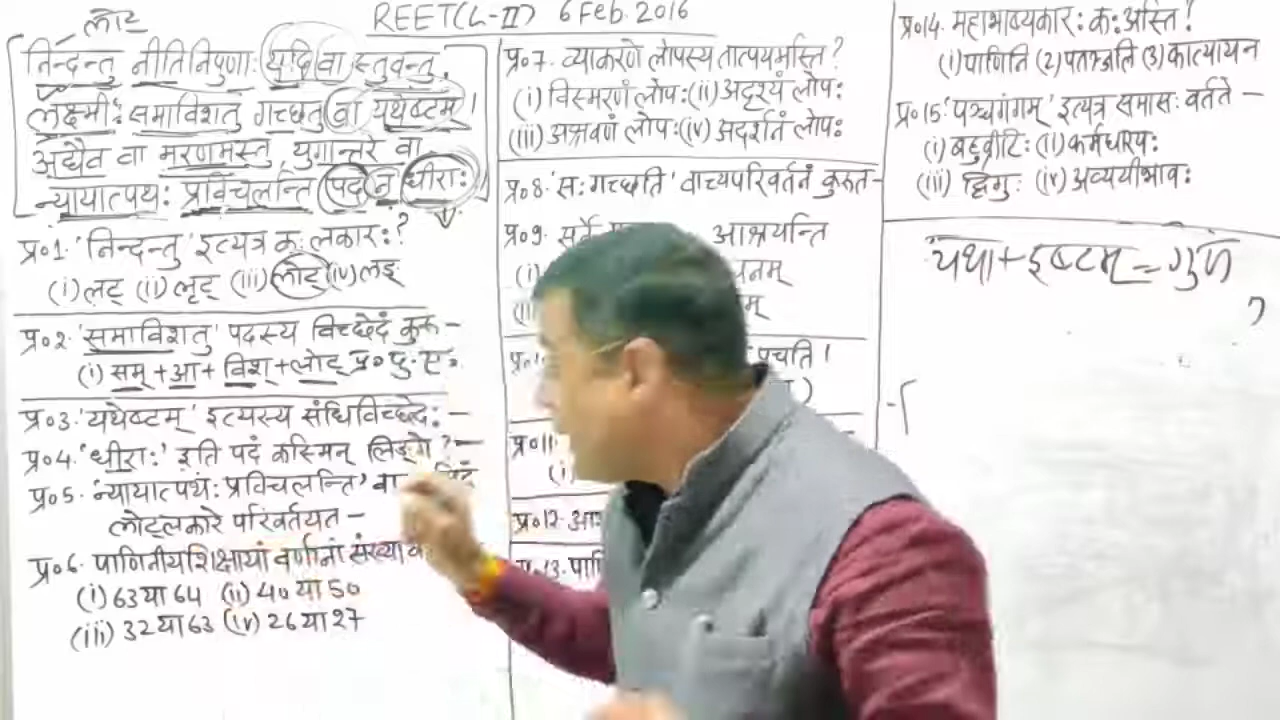 REET(L-II) 6 Feb. 2016
लोट्
निन्दन्तु नीतिनिपुणाः यदि वा स्तुवन्तु,
लक्ष्मीः समाविशतु गच्छतु वा यथेष्टम्।
अद्यैव वा मरणमस्तु युगान्तरे वा
न्यायात्पथः प्रविचलन्ति पदं न धीराः
प्र०1. 'निन्दन्तु' इत्यत्र कः लकारः?
(i) लट् (ii) लृट् (iii) लोट् (iv) लङ्
प्र०2. 'समाविशतु' पदस्य विच्छेदं कुरु –
(i) सम् + आ + विश् + लोट् प्र० पु. ए.
प्र०3. 'यथेष्टम्' इत्यस्य संधिविच्छेदः –
प्र०4. 'धीराः' इति पदं कस्मिन् लिङ्गे? –
प्र०5. 'न्यायात्पथः प्रविचलन्ति'
लोट्लकारे परिवर्तयत –
प्र०6. पाणिनीयशिक्षायां वर्णानां संख्या
(i) 63 या 64 (ii) 40 या 50
(iii) 32 या 63 (iv) 26 या 27
प्र०7. व्याकरणे लोपस्य तात्पर्यमस्ति?
(i) विस्मरणं लोपः (ii) अदृश्यं लोपः
(iii) अश्रवणं लोपः (iv) अदर्शनं लोपः
प्र०8. 'सः गच्छति' वाच्यपरिवर्तनं कुरुत –
प्र०9. सर्वे आश्रयन्ति
(i)
प्र०11.
(i)
प्र०12.
प्र०13.
पचति।
प्र०14. महाभाष्यकारः कः अस्ति?
(1) पाणिनि (2) पतञ्जलि (3) कात्यायन
प्र०15. 'पञ्चगंगम्' इत्यत्र समासः वर्तते –
(i) बहुव्रीहिः (ii) कर्मधारयः
(iii) द्विगुः (iv) अव्ययीभावः
यथा + इष्टम् = गुण